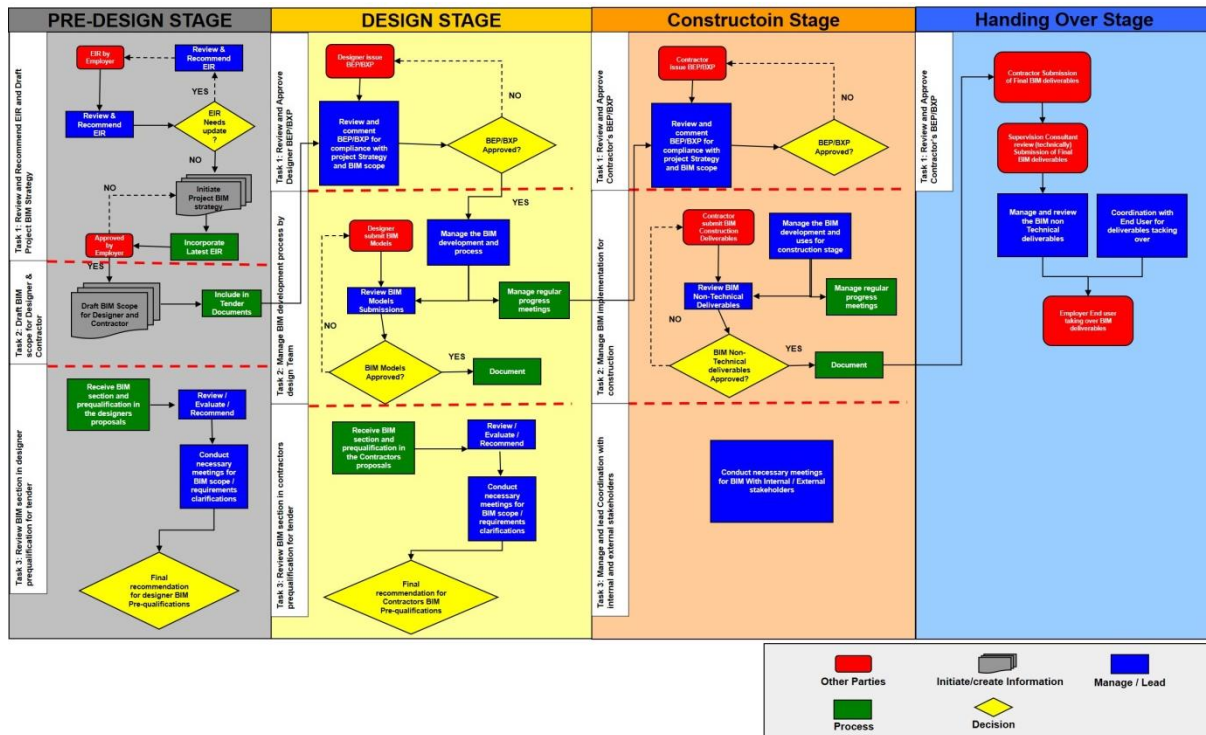 PRE-DESIGN STAGE
Task 1: Review and Recommend EIR and Draft
Project BIM Strategy
EIR by
Employer
Review &
Recommend
EIR
YES
Review &
Recommend EIR
EIR
Needs
update
?
NO
NO
Initiate
Project BIM
strategy
Approved
by
Employer
Incorporate
Latest EIR
YES
Task 2: Draft BIM
scope for Designer &
Contractor
Draft BIM Scope
for Designer and
Contractor
Include in
Tender
Documents
Task 3: Review BIM section in designer
prequalification for tender
Receive BIM
section and
prequalification in
the designers
proposals
Review /
Evaluate /
Recommend
Conduct
necessary
meetings for
BIM scope /
requirements
clarifications
Final
recommendation
for designer BIM
Pre-qualifications
DESIGN STAGE
Task 1: Review and Approve
Designer BEP/BXP
Designer Issue
BEP/BXP
NO
Review and
comment
BEP/BXP for
compliance with
project Strategy
and BIM scope
BEP/BXP
Approved?
YES
Task 2: Manage BIM development process by
design Team
Designer
submit BIM
Models
Manage the BIM
development and
process
Review BIM
Models
Submissions
Manage regular
progress
meetings
NO
BIM Models
Approved?
YES
Document
Task 3: Review BIM section in contractors
prequalification for tender
Receive BIM
section and
prequalification in
the Contractors
proposals
Review /
Evaluate /
Recommend
Conduct
necessary
meetings for
BIM scope /
requirements
clarifications
Final
recommendation for
Contractors BIM
Pre-qualifications
Constructoin Stage
Task 1: Review and Approve
Contractor's BEP/BXP
Contractor
Issue BEP/BXP
NO
Review and
comment
BEP/BXP for
compliance with
project Strategy
and BIM scope
BEP/BXP
Approved?
Task 2: Manage BIM implementation for
construction
Contractor
submit BIM
Construction
Deliverables
Manage the BIM
development and
uses for
construction stage
Review BIM
Non-Technical
Deliverables
Manage regular
progress
meetings
NO
BIM Non-
Technical
deliverables
Approved?
YES
Document
Task 3: Manage and lead Coordination with
internal and external stakeholders
Conduct necessary meetings
for BIM With Internal / External
stakeholders
Handing Over Stage
Task 1: Review and Approve
Contractor's BEP/BXP
Contractor Submission
of Final BIM deliverables
Supervision Consultant
review (technically)
Submission of Final
BIM deliverables
Manage and review
the BIM non
Technical
deliverables
Coordination with
End User for
deliverables tacking
over
Employer End-user
taking over BIM
deliverables
Other Parties
Initiate/create Information
Manage / Lead
Process
Decision